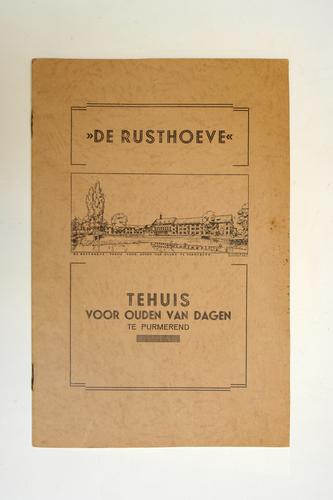 »DE RUSTHOEVE«
TEHUIS
VOOR OUDEN VAN DAGEN
TE PURMEREND